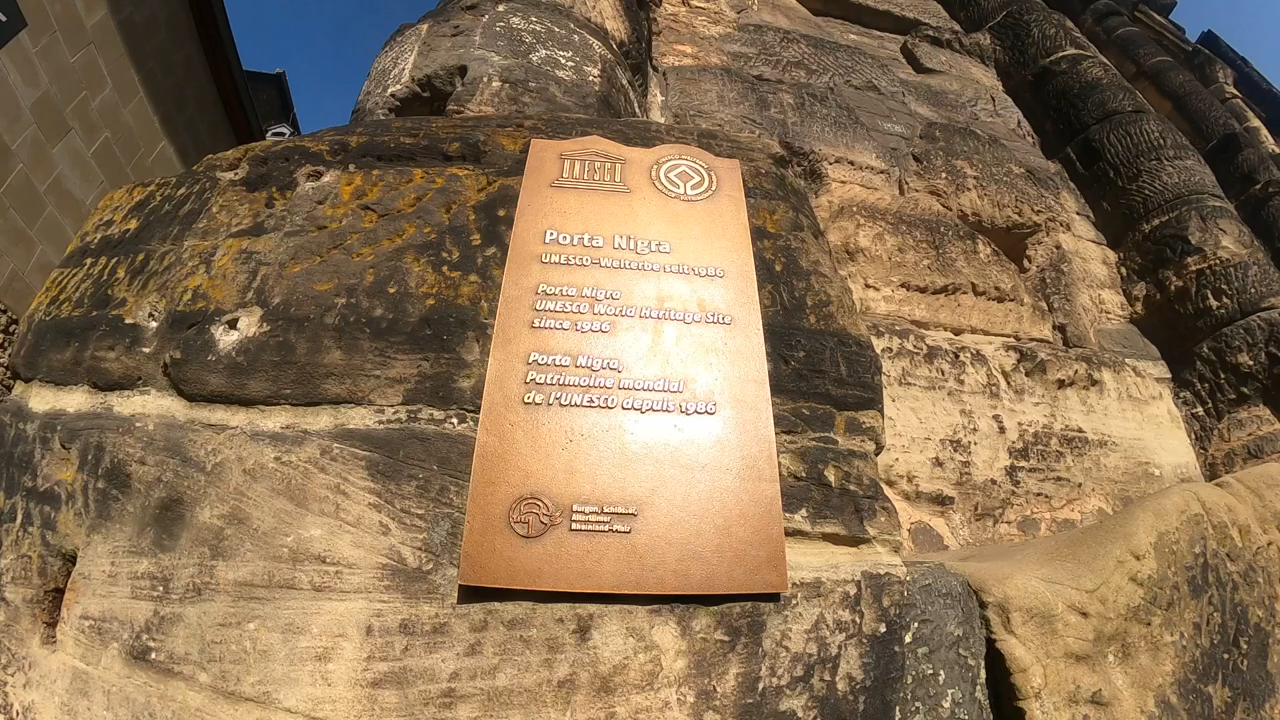 UNESCO
Porta Nigra
UNESCO-Welterbe seit 1986
Porta Nigra
UNESCO World Heritage Site
since 1986
Porta Nigra,
Patrimoine mondial
de l'UNESCO depuis 1986
Burgen, Schlösser,
Altertümer
Rheinland-Pfalz